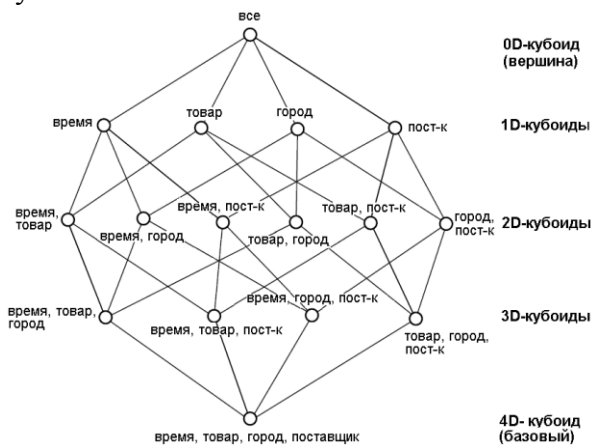 все
0D-кубоид
(вершина)
время
товар
город
пост-к
1D-кубоиды
время,
товар
время, город
время, пост-к
товар, город
товар, пост-к
город,
пост-к
2D-кубоиды
время, товар,
город
время, товар, пост-к
время, город, пост-к
товар, город,
пост-к
3D-кубоиды
время, товар, город, поставщик
4D- кубоид
(базовый)